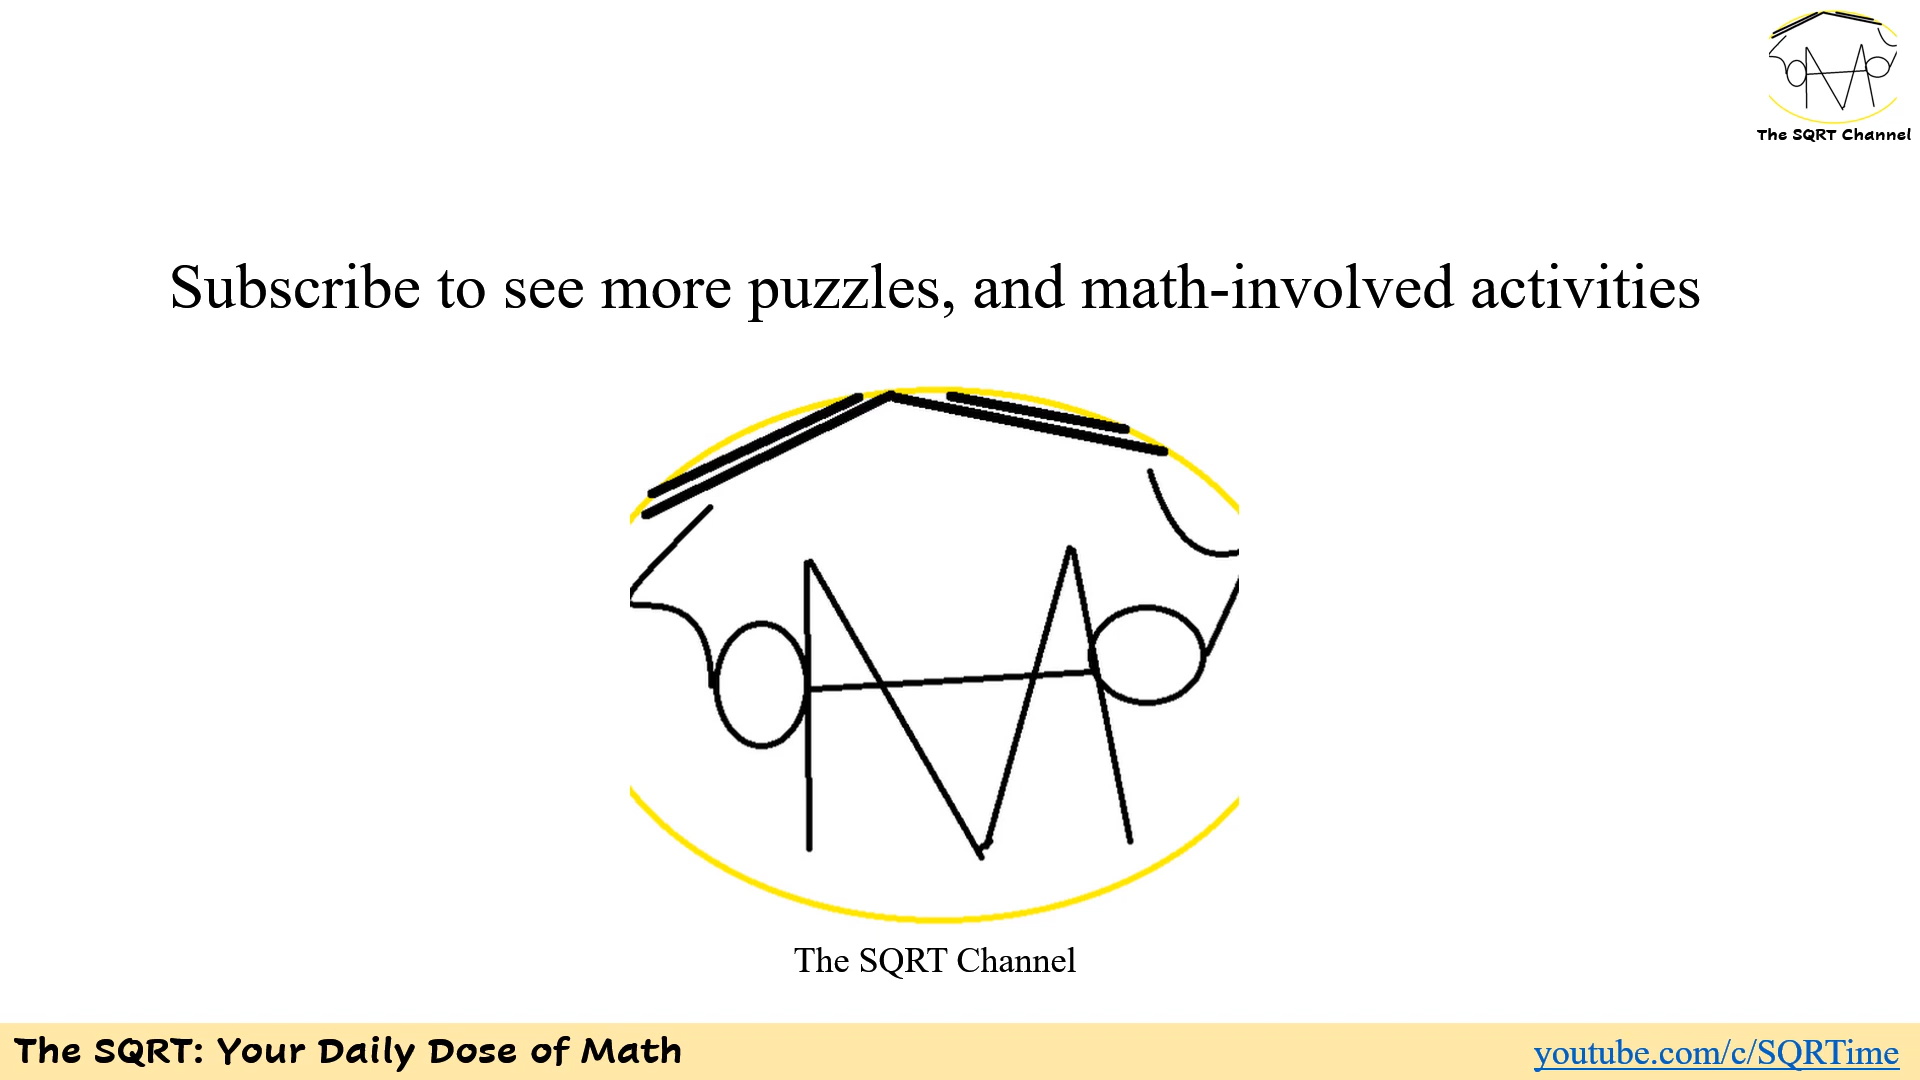 The SQRT Channel
Subscribe to see more puzzles, and math-involved activities
The SQRT Channel
The SQRT: Your Daily Dose of Math
youtube.com/c/SQRTime